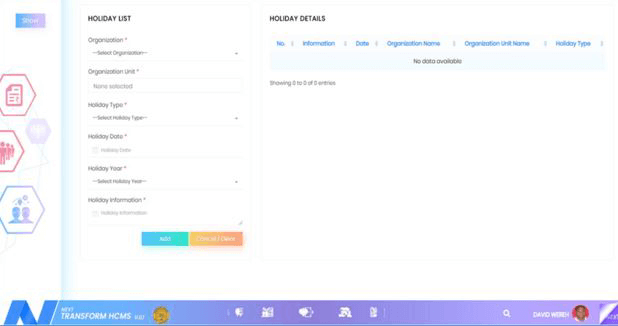 Show
HOLIDAY LIST
Organization *
--Select Organization--
Organization Unit *
None selected
Holiday Type *
--Select Holiday Type--
Holiday Date *
Holiday Date
Holiday Year *
--Select Holiday Year--
Holiday Information *
Holiday Information
Add
Cancel / Clear
HOLIDAY DETAILS
No. Information Date Organization Name Organization Unit Name Holiday Type
No data available
Showing 0 to 0 of 0 entries
NEXT
TRANSFORM HCMS
DAVID WEREH